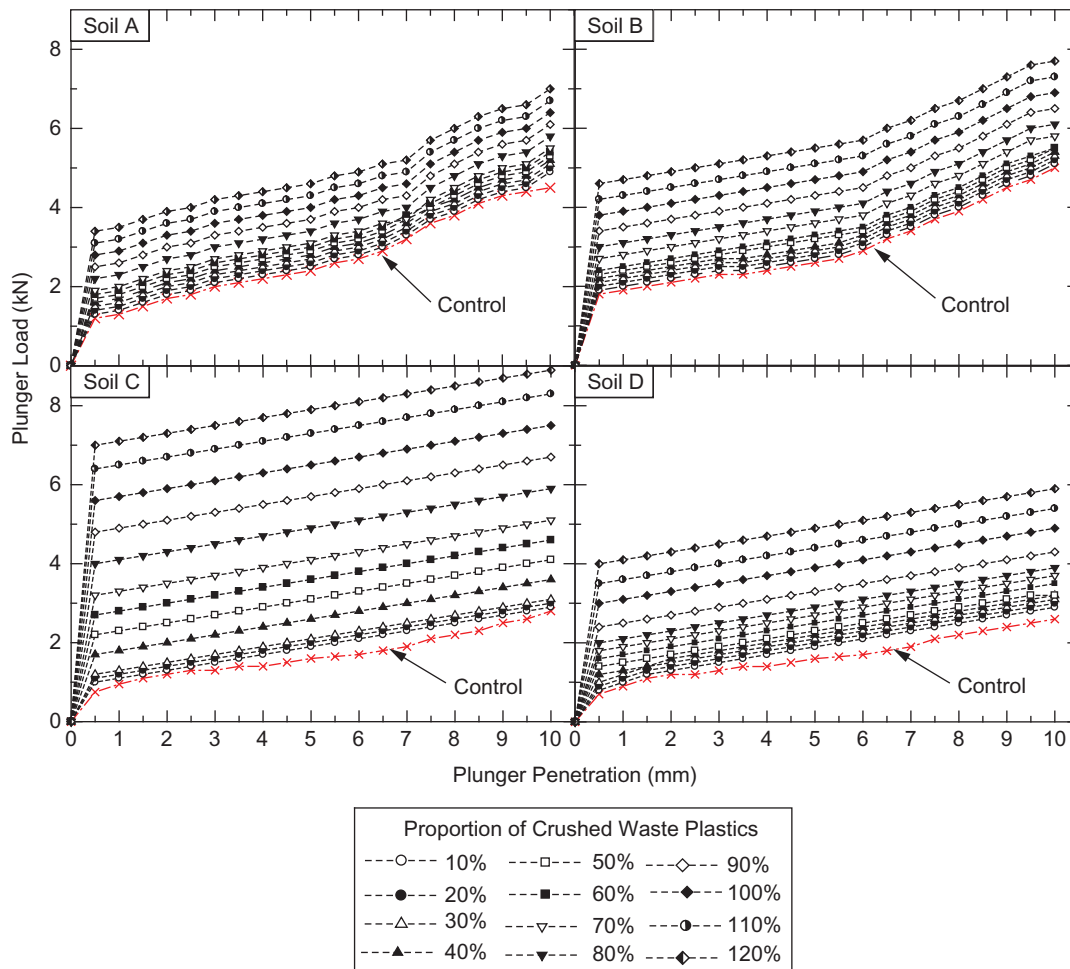 Soil A
Soil B
8
6
4
2
0
Control
Control
Soil C
Soil D
8
6
4
2
0
Control
Control
0 1 2 3 4 5 6 7 8 9 10
0 1 2 3 4 5 6 7 8 9 10
Plunger Load (kN)
Plunger Penetration (mm)
Proportion of Crushed Waste Plastics
10% 50% 90%
20% 60% 100%
30% 70% 110%
40% 80% 120%